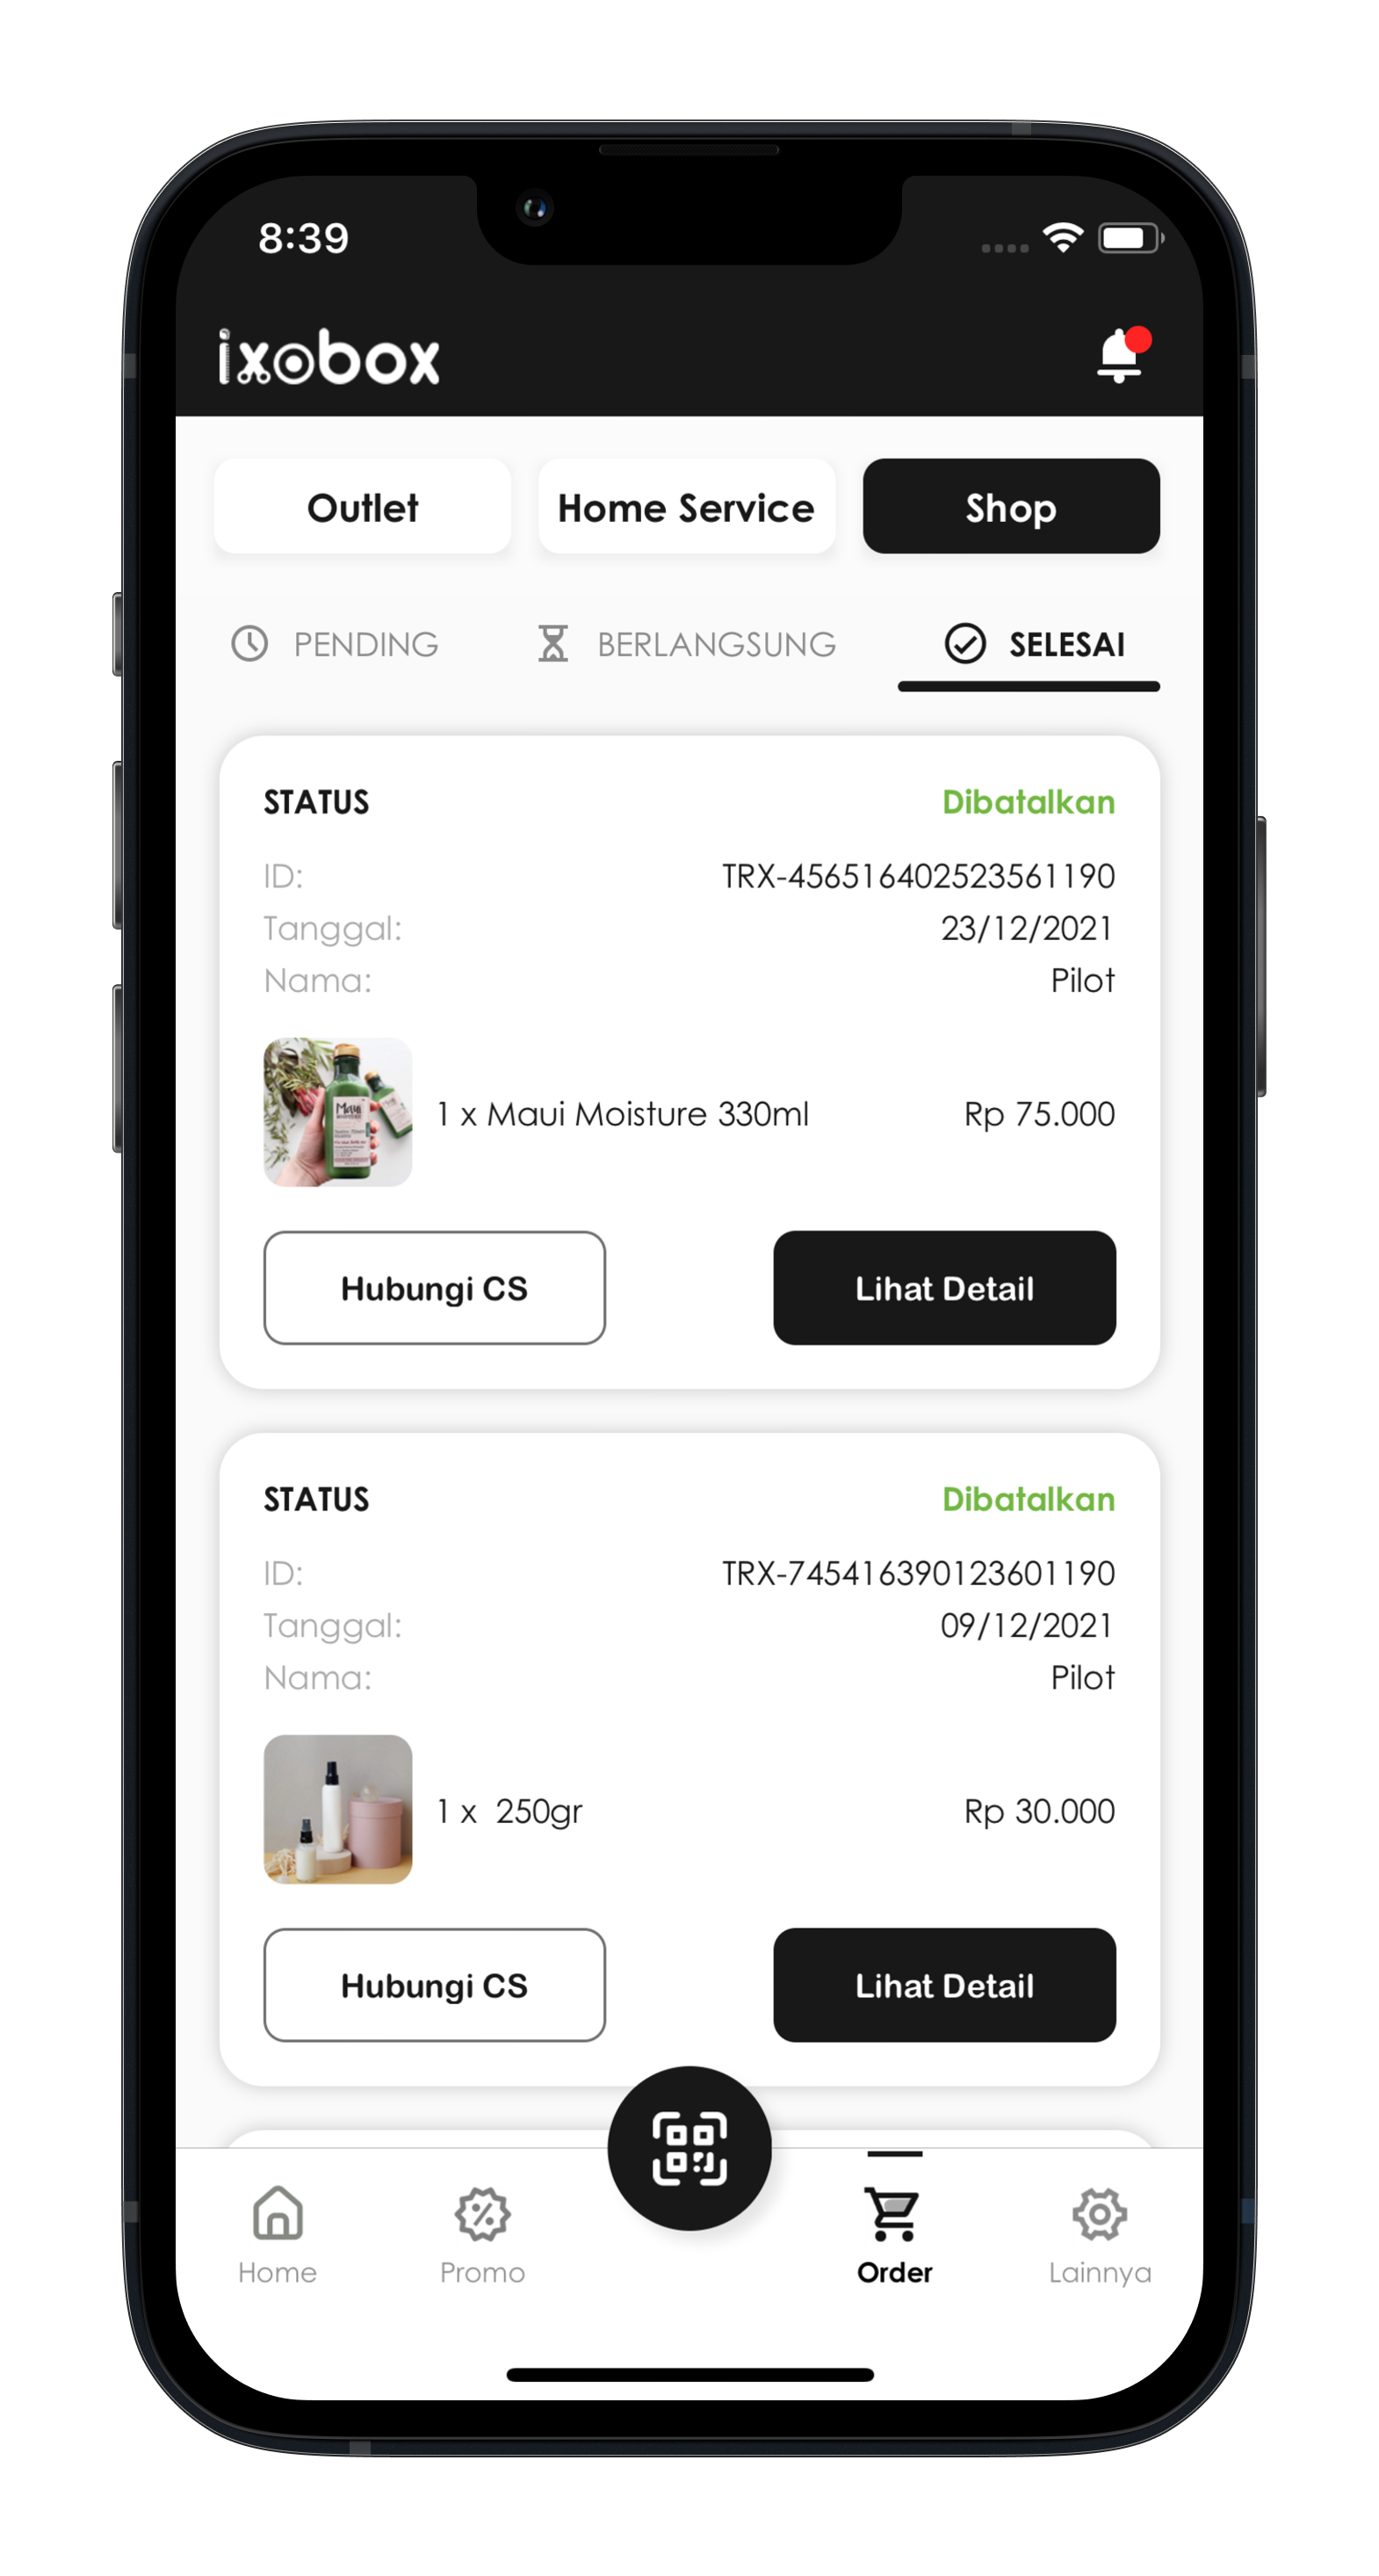 8:39
ixobox
Outlet Home Service Shop
PENDING BERLANGSUNG SELESAI
STATUS Dibatalkan
ID: TRX-456516402523561190
Tanggal: 23/12/2021
Nama: Pilot
Maui
1 x Maui Moisture 330ml Rp 75.000
Hubungi CS Lihat Detail
STATUS Dibatalkan
ID: TRX-745416390123601190
Tanggal: 09/12/2021
Nama: Pilot
1 x 250gr Rp 30.000
Hubungi CS Lihat Detail
Home Promo Order Lainnya